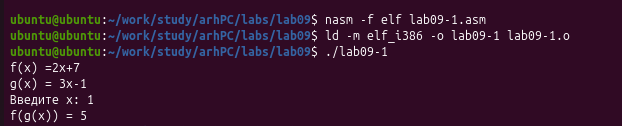 ubuntu@ubuntu:~/work/study/arhPC/labs/lab09$ nasm -f elf lab09-1.asm
ubuntu@ubuntu:~/work/study/arhPC/labs/lab09$ ld -m elf_i386 -o lab09-1 lab09-1.o
ubuntu@ubuntu:~/work/study/arhPC/labs/lab09$ ./lab09-1
f(x) =2x+7
g(x) = 3x-1
Введите x: 1
f(g(x)) = 5